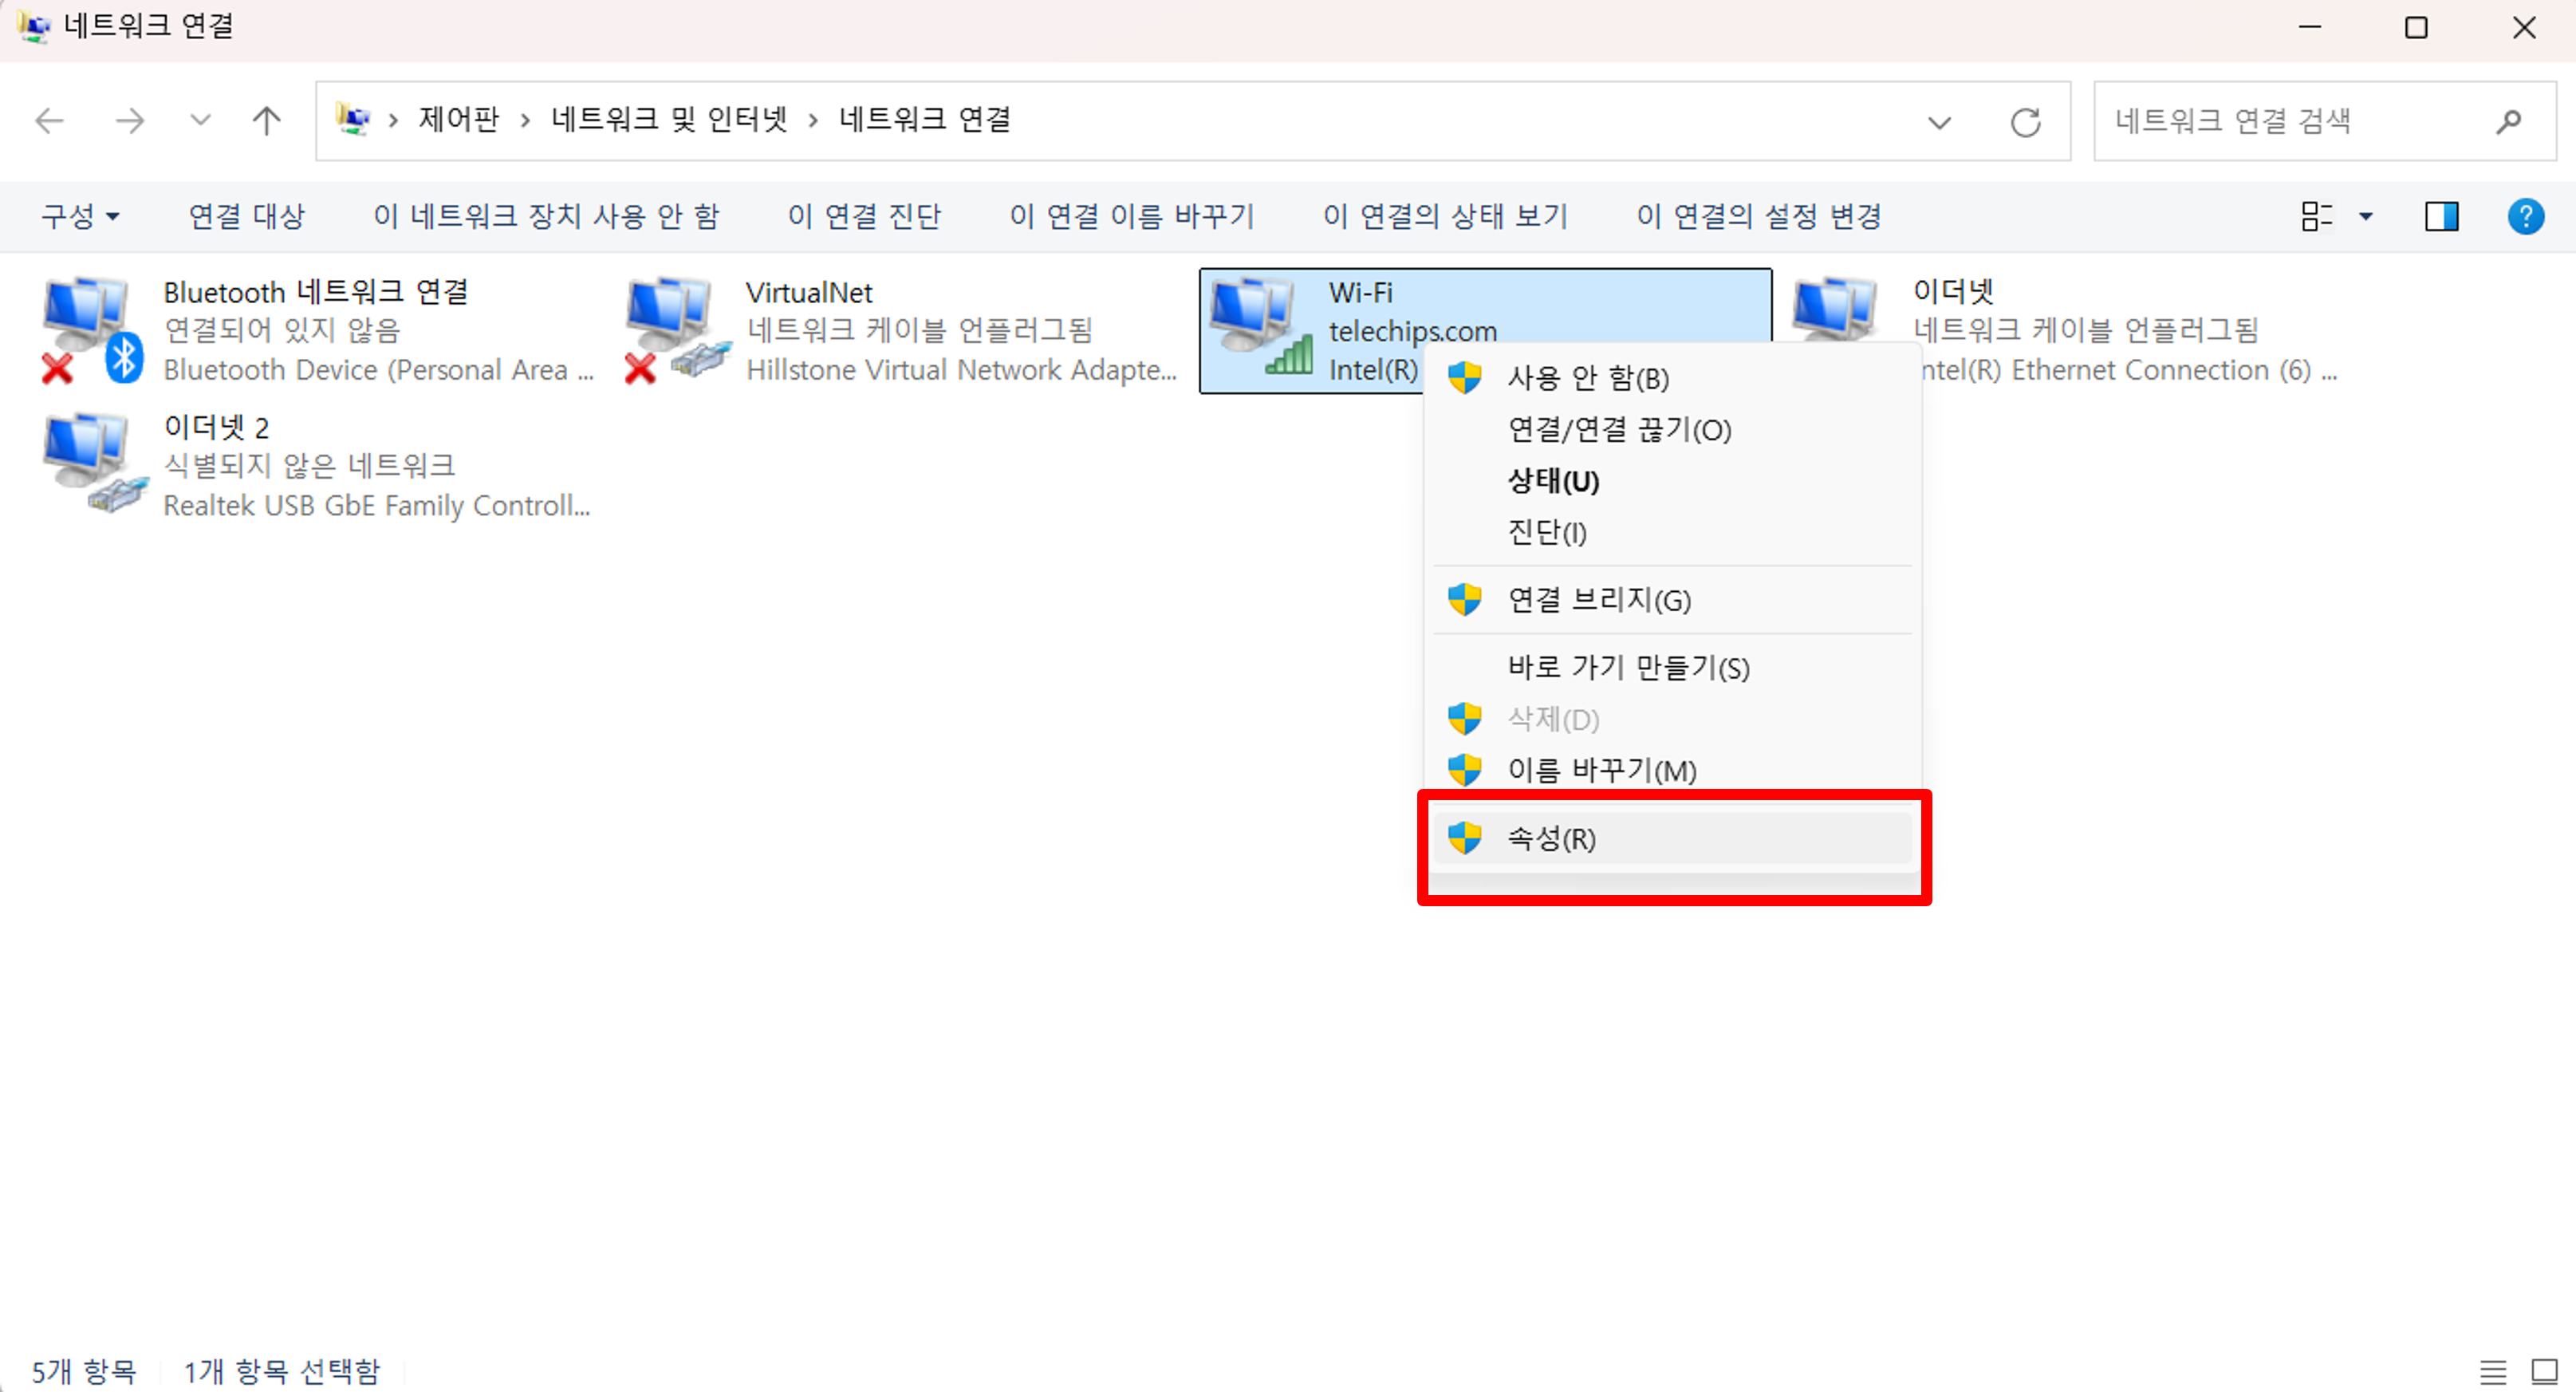 네트워크 연결
제어판 > 네트워크 및 인터넷 > 네트워크 연결
네트워크 연결 검색
구성
연결 대상
이 네트워크 장치 사용 안 함
이 연결 진단
이 연결 이름 바꾸기
이 연결의 상태 보기
이 연결의 설정 변경
?
Bluetooth 네트워크 연결
연결되어 있지 않음
Bluetooth Device (Personal Area ...
VirtualNet
네트워크 케이블 언플러그됨
Hillstone Virtual Network Adapte...
Wi-Fi
telechips.com
Intel(R)
이더넷
네트워크 케이블 언플러그됨
ntel(R) Ethernet Connection (6) ...
이더넷 2
식별되지 않은 네트워크
Realtek USB GbE Family Controll...
사용 안 함(B)
연결/연결 끊기(O)
상태(U)
진단(I)
연결 브리지(G)
바로 가기 만들기(S)
삭제(D)
이름 바꾸기(M)
속성(R)
5개 항목
1개 항목 선택함